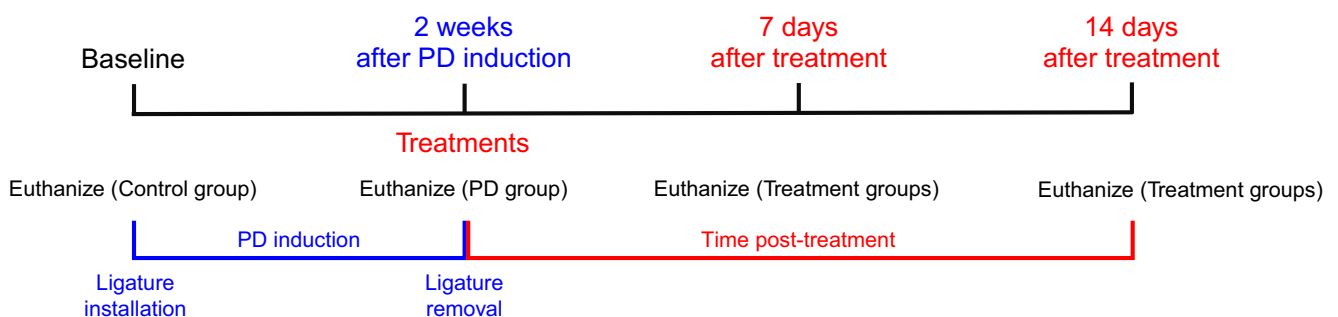 Baseline
2 weeks
after PD induction
7 days
after treatment
14 days
after treatment
Treatments
Euthanize (Control group)
Euthanize (PD group)
Euthanize (Treatment groups)
Euthanize (Treatment groups)
PD induction
Time post-treatment
Ligature
installation
Ligature
removal